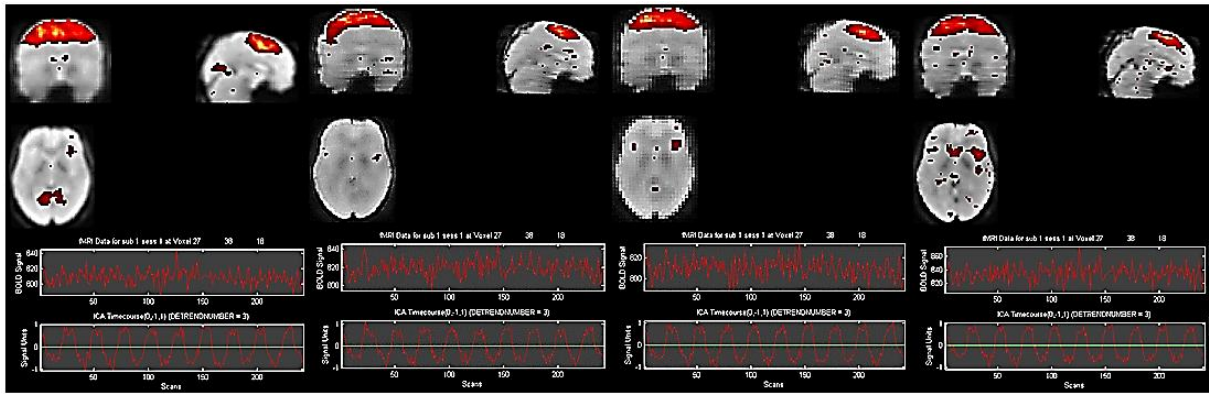 fMRI Data for sub 1 sess 1 at Voxel 27 38 18
BOLD Signal
640
620
600
50 100 150 200
ICA Timecourse(0,-1,1) (DETRENDNUMBER = 3)
Signal Units
1
0
-1
50 100 150 200
Scans
fMRI Data for sub 1 sess 1 at Voxel 27 38 18
BOLD Signal
640
620
600
50 100 150 200
ICA Timecourse(0,-1,1) (DETRENDNUMBER = 3)
Signal Units
1
0
-1
50 100 150 200
Scans
fMRI Data for sub 1 sess 1 at Voxel 27 38 18
BOLD Signal
640
620
600
50 100 150 200
ICA Timecourse(0,-1,1) (DETRENDNUMBER = 3)
Signal Units
1
0
-1
50 100 150 200
Scans
fMRI Data for sub 1 sess 1 at Voxel 27 38 18
BOLD Signal
50 100 150 200
ICA Timecourse(0,-1,1) (DETRENDNUMBER = 3)
Signal Units
1
0
-1
50 100 150 200
Scans